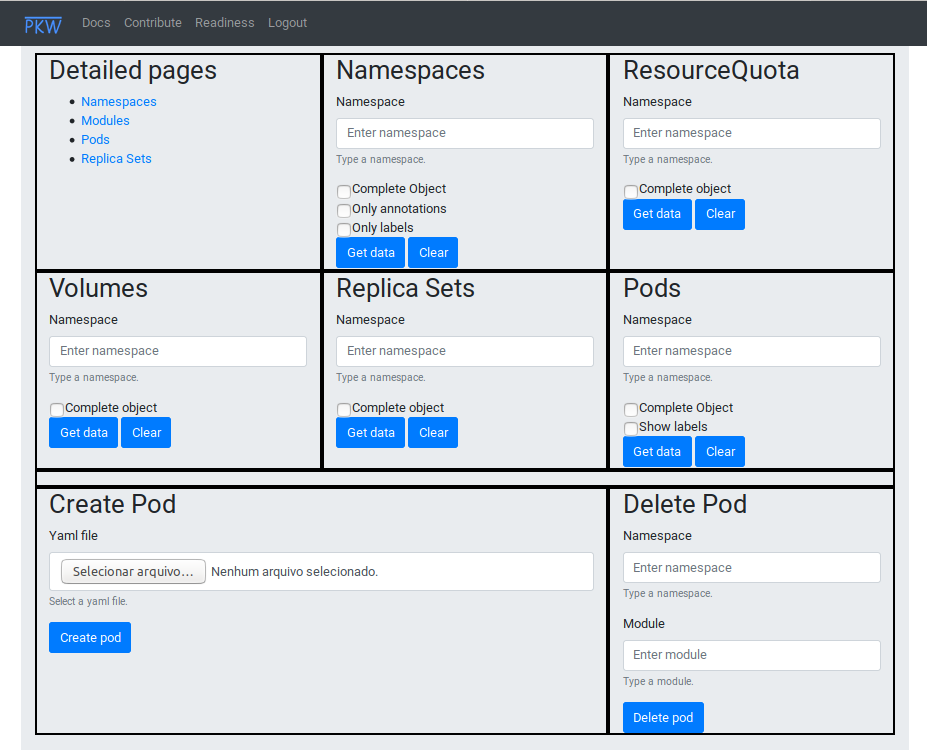 PKW Docs Contribute Readiness Logout
Detailed pages
Namespaces
Modules
Pods
Replica Sets
Namespaces
Namespace
Enter namespace
Type a namespace.
Complete Object
Only annotations
Only labels
Get data Clear
ResourceQuota
Namespace
Enter namespace
Type a namespace.
Complete object
Get data Clear
Volumes
Namespace
Enter namespace
Type a namespace.
Complete object
Get data Clear
Replica Sets
Namespace
Enter namespace
Type a namespace.
Complete object
Get data Clear
Pods
Namespace
Enter namespace
Type a namespace.
Complete Object
Show labels
Get data Clear
Create Pod
Yaml file
Selecionar arquivo... Nenhum arquivo selecionado.
Select a yaml file.
Create pod
Delete Pod
Namespace
Enter namespace
Type a namespace.
Module
Enter module
Type a module.
Delete pod